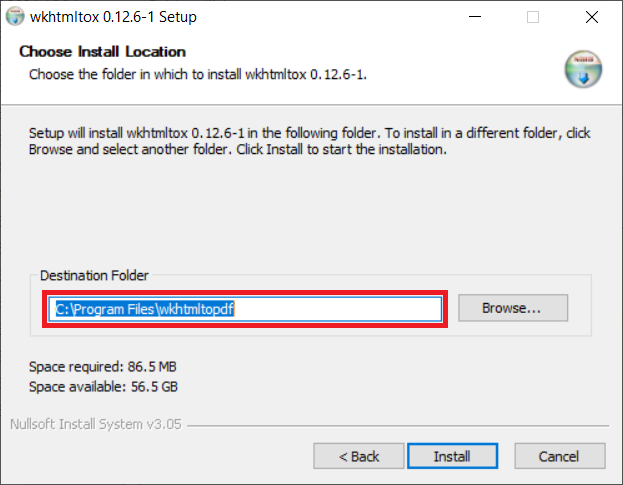 wkhtmltox 0.12.6-1 Setup
Choose Install Location
Choose the folder in which to install wkhtmltox 0.12.6-1.
Setup will install wkhtmltox 0.12.6-1 in the following folder. To install in a different folder, click
Browse and select another folder. Click Install to start the installation.
Destination Folder
C:\Program Files\wkhtmltopdf
Browse...
Space required: 86.5 MB
Space available: 56.5 GB
Nullsoft Install System v3.05
< Back
Install
Cancel